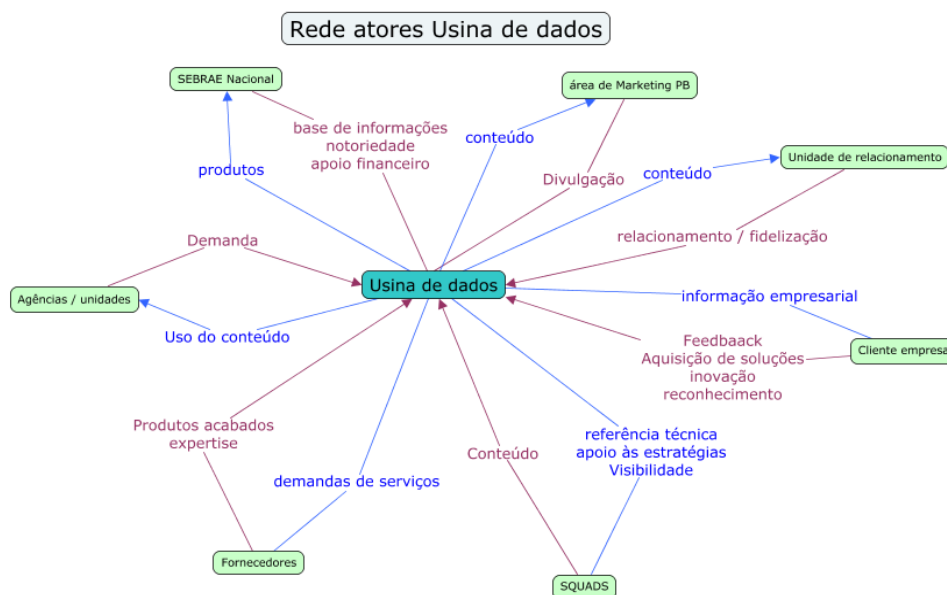 Rede atores Usina de dados
SEBRAE Nacional
área de Marketing PB
base de informações
notoriedade
apoio financeiro
conteúdo
produtos
Divulgação
conteúdo
Unidade de relacionamento
Demanda
relacionamento / fidelização
Usina de dados
Agências / unidades
informação empresarial
Uso do conteúdo
Feedbaack
Aquisição de soluções
inovação
reconhecimento
Cliente empresa
Produtos acabados
expertise
referência técnica
apoio às estratégias
Visibilidade
Conteúdo
demandas de serviços
Fornecedores
SQUADS